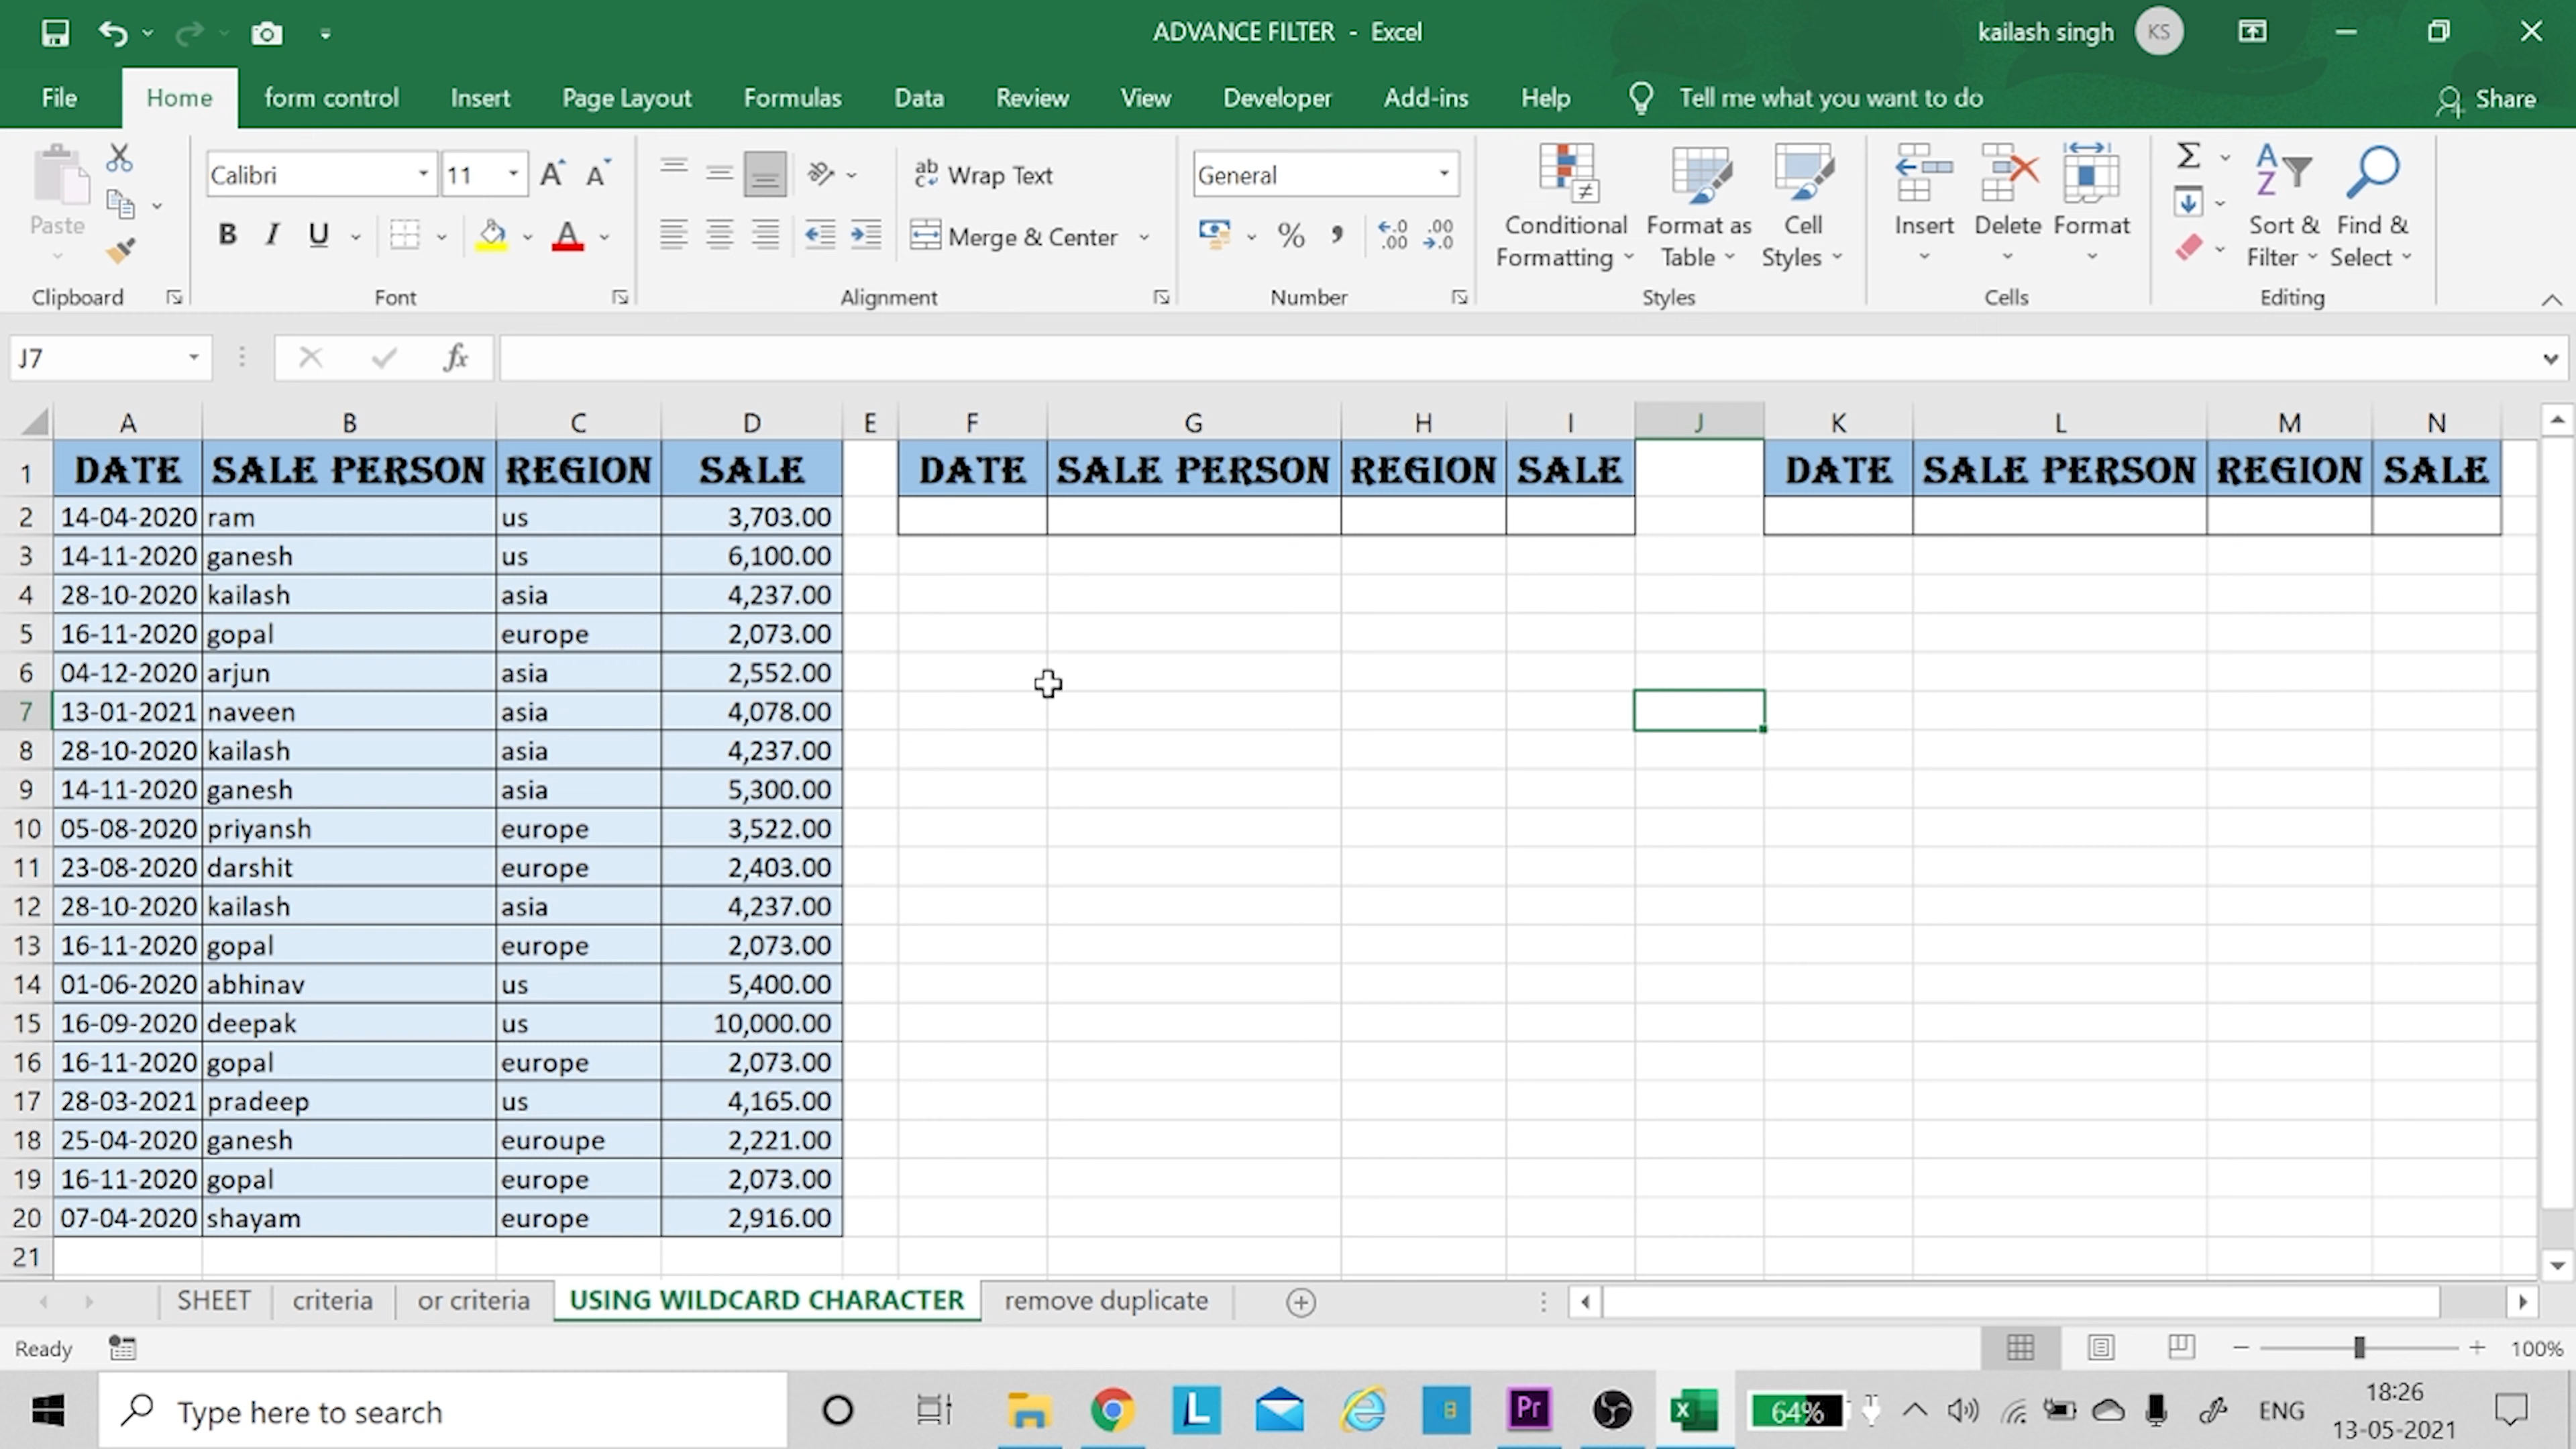 ADVANCE FILTER - Excel
kailash singh KS
File Home form control Insert Page Layout Formulas Data Review View Developer Add-ins Help Tell me what you want to do Share
Paste
Clipboard
Calibri 11
B I U
Font
Wrap Text
Merge & Center
Alignment
General
Number
Conditional Formatting
Format as Table
Cell Styles
Styles
Insert Delete Format
Cells
Sort & Filter
Find & Select
Editing
J7 fx
A B C D E F G H I J K L M N
1 DATE SALE PERSON REGION SALE DATE SALE PERSON REGION SALE DATE SALE PERSON REGION SALE
2 14-04-2020 ram us 3,703.00
3 14-11-2020 ganesh us 6,100.00
4 28-10-2020 kailash asia 4,237.00
5 16-11-2020 gopal europe 2,073.00
6 04-12-2020 arjun asia 2,552.00
7 13-01-2021 naveen asia 4,078.00
8 28-10-2020 kailash asia 4,237.00
9 14-11-2020 ganesh asia 5,300.00
10 05-08-2020 priyansh europe 3,522.00
11 23-08-2020 darshit europe 2,403.00
12 28-10-2020 kailash asia 4,237.00
13 16-11-2020 gopal europe 2,073.00
14 01-06-2020 abhinav us 5,400.00
15 16-09-2020 deepak us 10,000.00
16 16-11-2020 gopal europe 2,073.00
17 28-03-2021 pradeep us 4,165.00
18 25-04-2020 ganesh euroupe 2,221.00
19 16-11-2020 gopal europe 2,073.00
20 07-04-2020 shayam europe 2,916.00
21
SHEET criteria or criteria USING WILDCARD CHARACTER remove duplicate
Ready 100%
Type here to search
64% ENG
18:26
13-05-2021